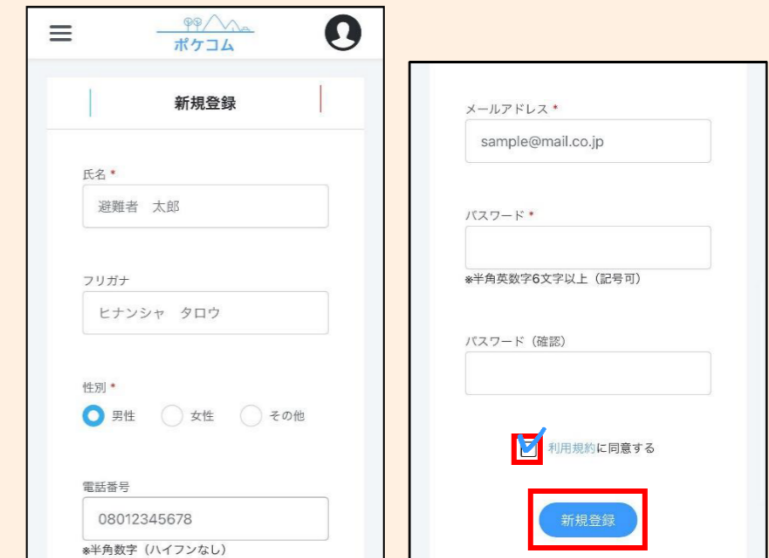 ポケコム
新規登録
氏名 *
避難者　太郎
フリガナ
ヒナンシャ　タロウ
性別 *
男性　女性　その他
電話番号
08012345678
※半角数字（ハイフンなし）
メールアドレス *
sample@mail.co.jp
パスワード *
※半角英数字6文字以上（記号可）
パスワード（確認）
利用規約に同意する
新規登録